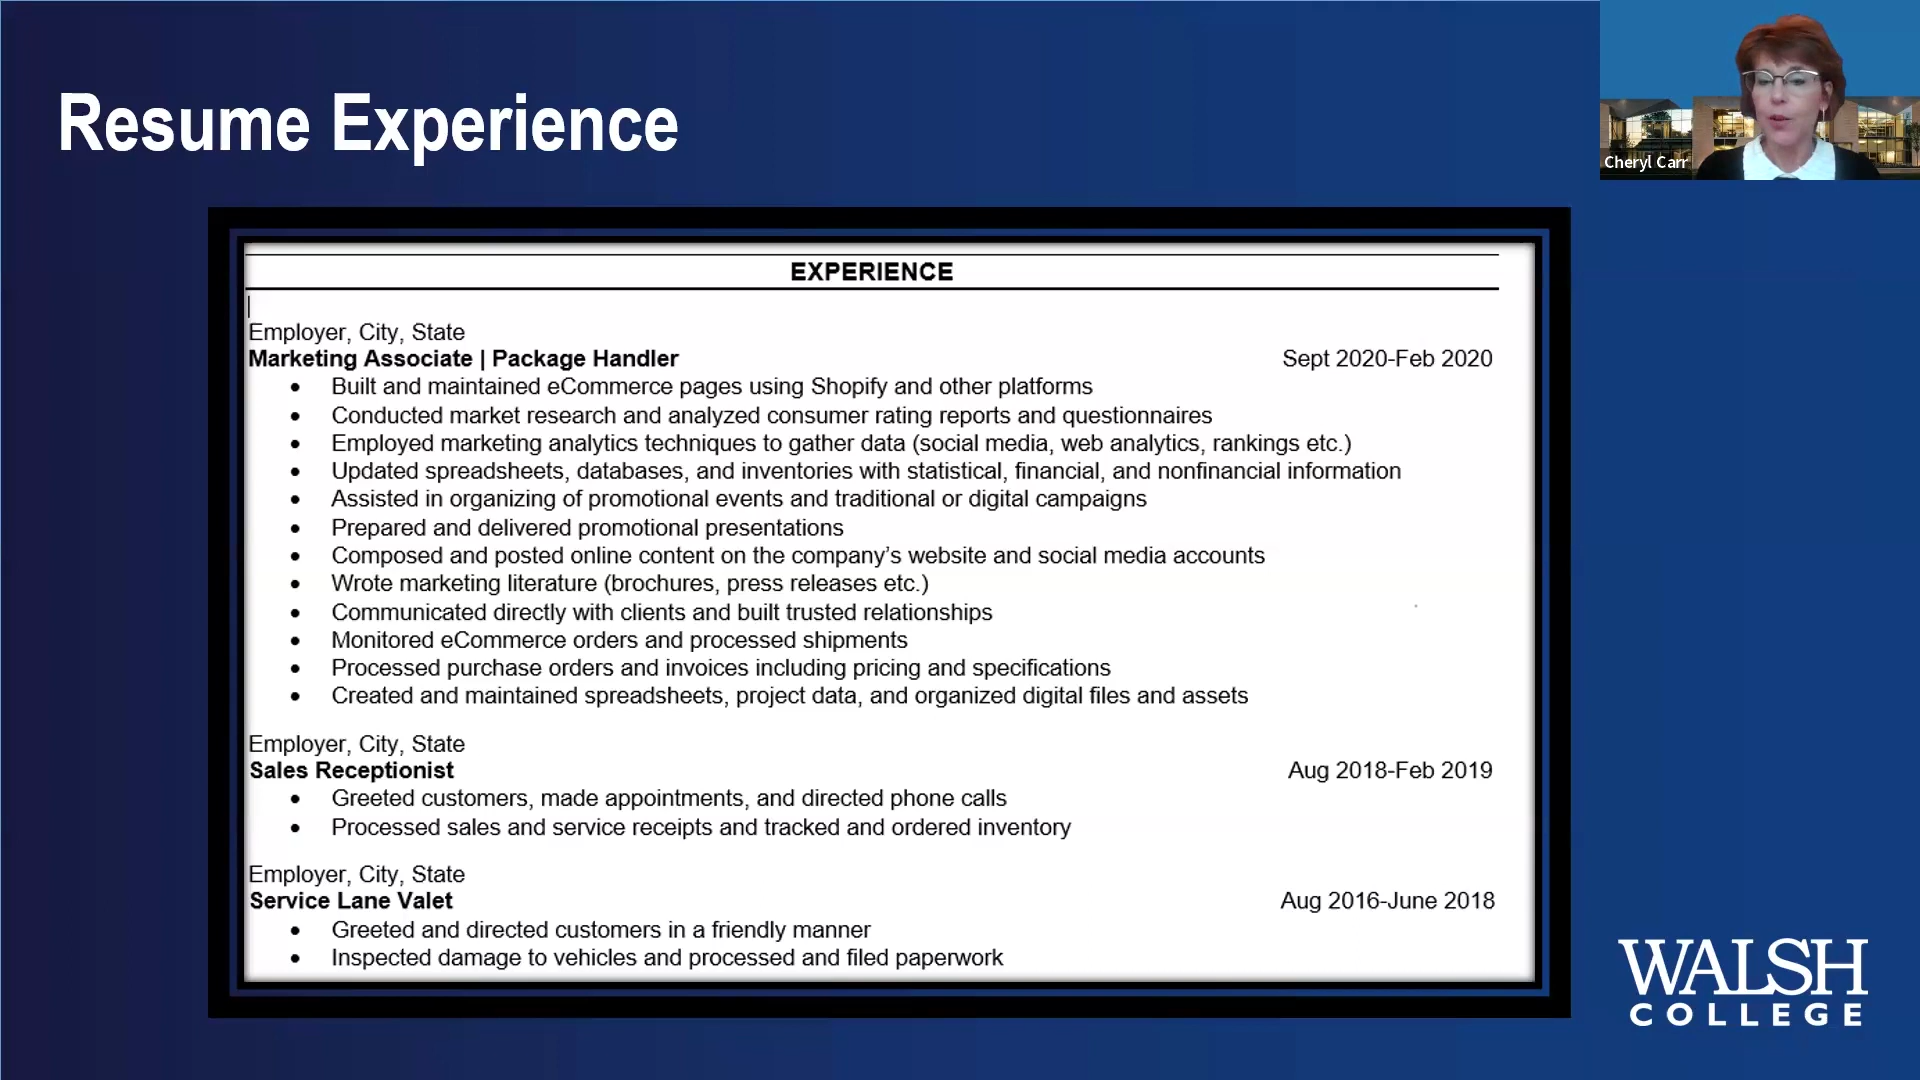 Resume Experience
Cheryl Carr
EXPERIENCE
Employer, City, State
Marketing Associate | Package Handler Sept 2020-Feb 2020
• Built and maintained eCommerce pages using Shopify and other platforms
• Conducted market research and analyzed consumer rating reports and questionnaires
• Employed marketing analytics techniques to gather data (social media, web analytics, rankings etc.)
• Updated spreadsheets, databases, and inventories with statistical, financial, and nonfinancial information
• Assisted in organizing of promotional events and traditional or digital campaigns
• Prepared and delivered promotional presentations
• Composed and posted online content on the company’s website and social media accounts
• Wrote marketing literature (brochures, press releases etc.)
• Communicated directly with clients and built trusted relationships
• Monitored eCommerce orders and processed shipments
• Processed purchase orders and invoices including pricing and specifications
• Created and maintained spreadsheets, project data, and organized digital files and assets
Employer, City, State
Sales Receptionist Aug 2018-Feb 2019
• Greeted customers, made appointments, and directed phone calls
• Processed sales and service receipts and tracked and ordered inventory
Employer, City, State
Service Lane Valet Aug 2016-June 2018
• Greeted and directed customers in a friendly manner
• Inspected damage to vehicles and processed and filed paperwork
WALSH
COLLEGE